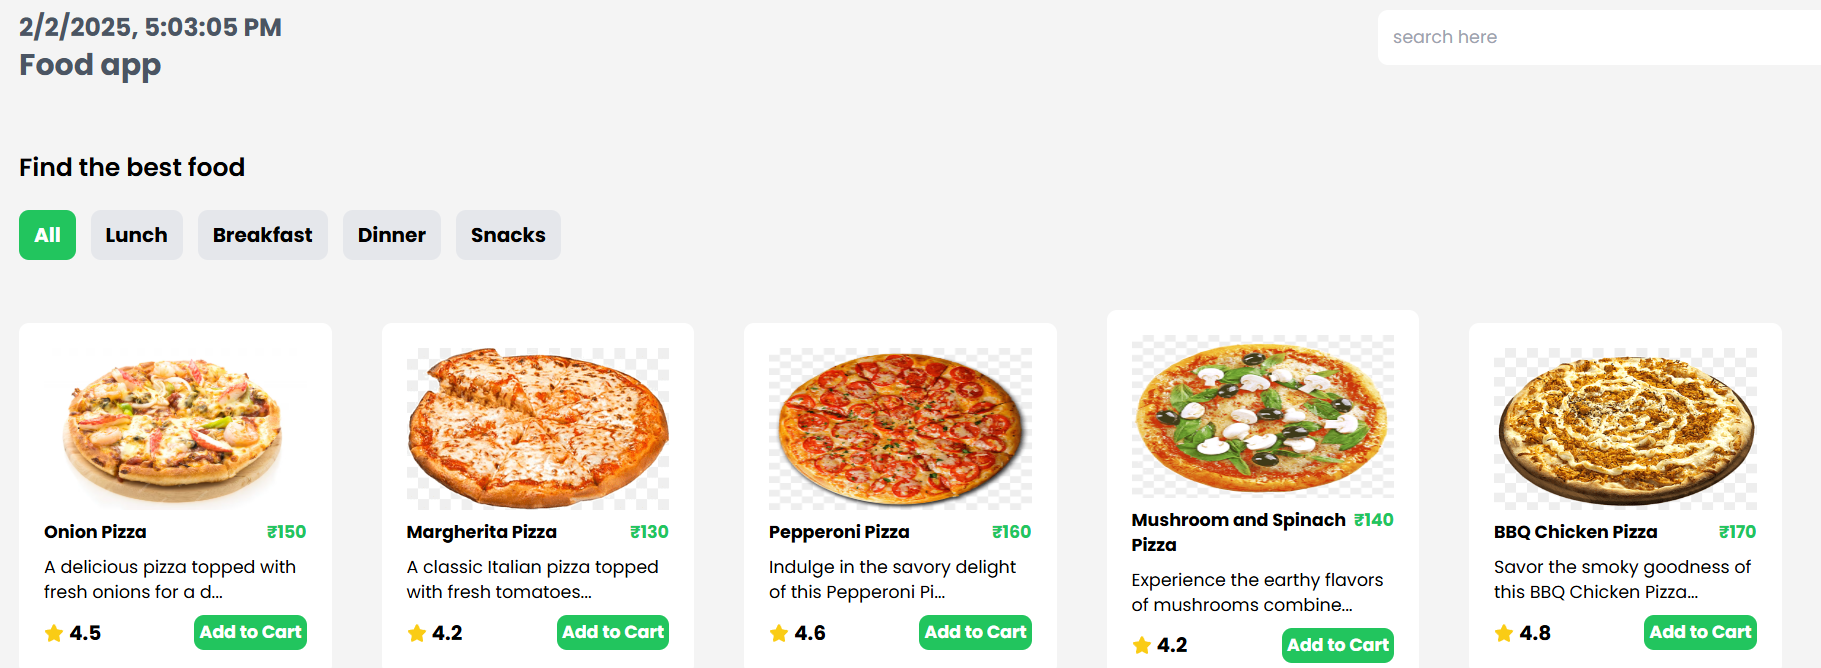 2/2/2025, 5:03:05 PM
Food app
search here
Find the best food
All Lunch Breakfast Dinner Snacks
Onion Pizza ₹150
A delicious pizza topped with
fresh onions for a d...
4.5 Add to Cart
Margherita Pizza ₹130
A classic Italian pizza topped
with fresh tomatoes...
4.2 Add to Cart
Pepperoni Pizza ₹160
Indulge in the savory delight
of this Pepperoni Pi...
4.6 Add to Cart
Mushroom and Spinach ₹140
Pizza
Experience the earthy flavors
of mushrooms combine...
4.2 Add to Cart
BBQ Chicken Pizza ₹170
Savor the smoky goodness of
this BBQ Chicken Pizza...
4.8 Add to Cart